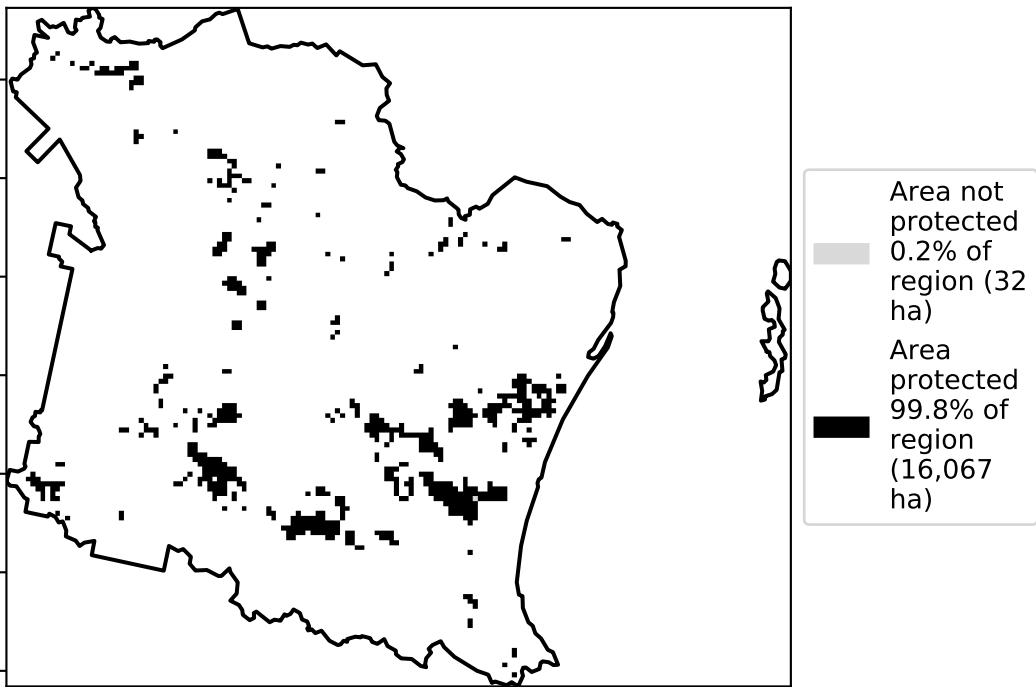 Area not
protected
0.2% of
region (32
ha)
Area
protected
99.8% of
region
(16,067
ha)